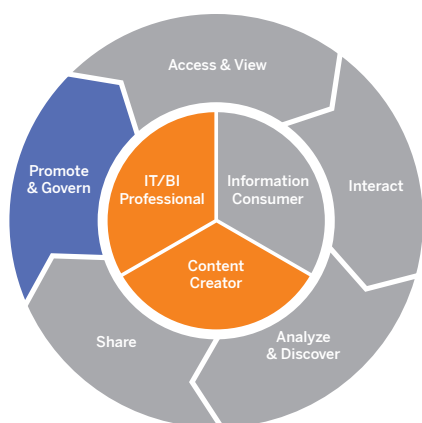 Access & View
Promote
& Govern
IT/BI
Professional
Information
Consumer
Interact
Content
Creator
Share
Analyze
& Discover